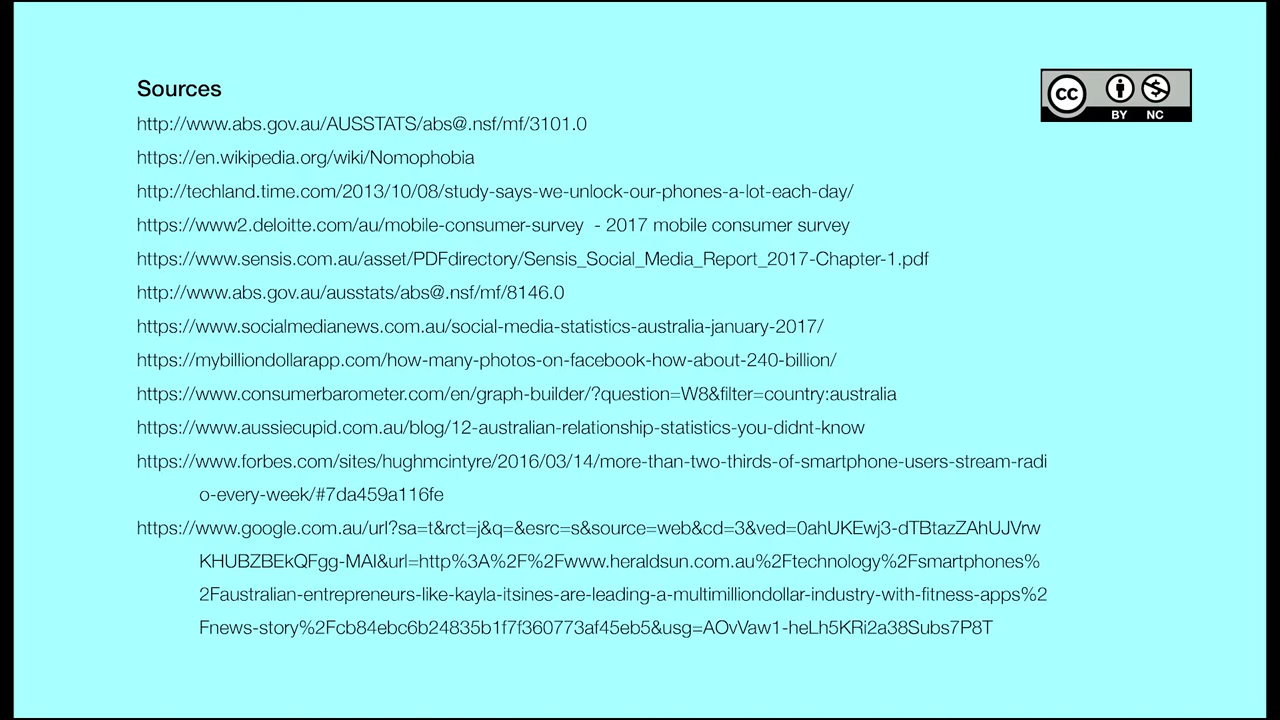 Sources
CC BY NC
http://www.abs.gov.au/AUSSTATS/abs@.nsf/mf/3101.0
https://en.wikipedia.org/wiki/Nomophobia
http://techland.time.com/2013/10/08/study-says-we-unlock-our-phones-a-lot-each-day/
https://www2.deloitte.com/au/mobile-consumer-survey  - 2017 mobile consumer survey
https://www.sensis.com.au/asset/PDFdirectory/Sensis_Social_Media_Report_2017-Chapter-1.pdf
http://www.abs.gov.au/ausstats/abs@.nsf/mf/8146.0
https://www.socialmedianews.com.au/social-media-statistics-australia-january-2017/
https://mybilliondollarapp.com/how-many-photos-on-facebook-how-about-240-billion/
https://www.consumerbarometer.com/en/graph-builder/?question=W8&filter=country:australia
https://www.aussiecupid.com.au/blog/12-australian-relationship-statistics-you-didnt-know
https://www.forbes.com/sites/hughmcintyre/2016/03/14/more-than-two-thirds-of-smartphone-users-stream-radi
o-every-week/#7da459a116fe
https://www.google.com.au/url?sa=t&rct=j&q=&esrc=s&source=web&cd=3&ved=0ahUKEwj3-dTBtazZAhUJVrw
KHUBZBEkQFgg-MAI&url=http%3A%2F%2Fwww.heraldsun.com.au%2Ftechnology%2Fsmartphones%
2Faustralian-entrepreneurs-like-kayla-itsines-are-leading-a-multimilliondollar-industry-with-fitness-apps%2
Fnews-story%2Fcb84ebc6b24835b1f7f360773af45eb5&usg=AOvVaw1-heLh5KRi2a38Subs7P8T